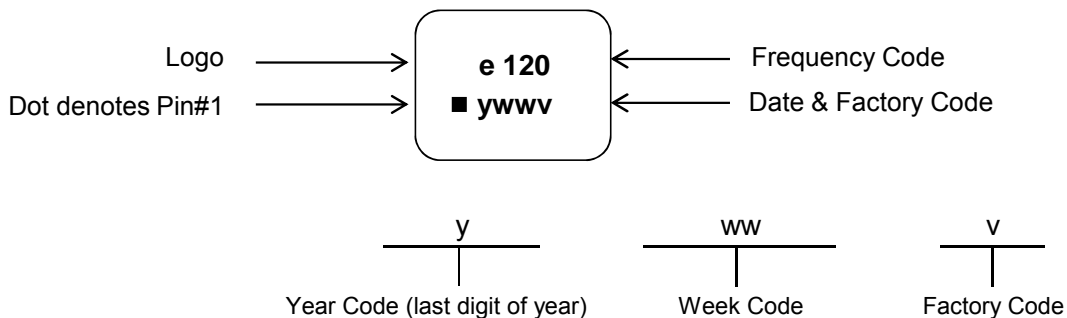 Logo
e 120
Frequency Code
Dot denotes Pin#1
ywwv
Date & Factory Code
y
ww
v
Year Code (last digit of year)
Week Code
Factory Code